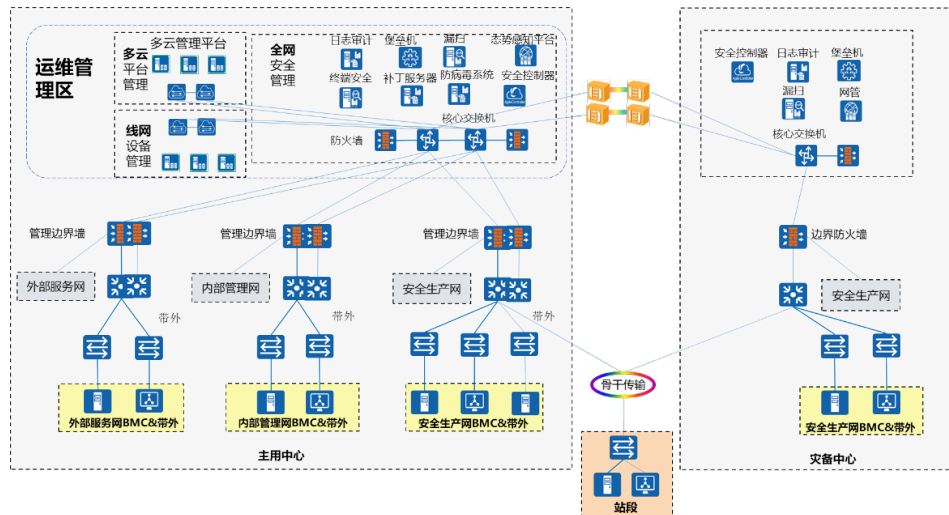 运维管
理区
多云管理平台
多云
平台
管理
线网
设备
管理
全网
安全
管理
日志审计
堡垒机
漏扫
态势感知平台
终端安全
补丁服务器
防病毒系统
安全控制器
核心交换机
防火墙
管理边界墙
管理边界墙
管理边界墙
外部服务网
内部管理网
安全生产网
带外
带外
带外
外部服务网BMC&带外
内部管理网BMC&带外
安全生产网BMC&带外
主用中心
骨干传输
站段
安全控制器
日志审计
堡垒机
漏扫
网管
核心交换机
边界防火墙
安全生产网
安全生产网BMC&带外
灾备中心